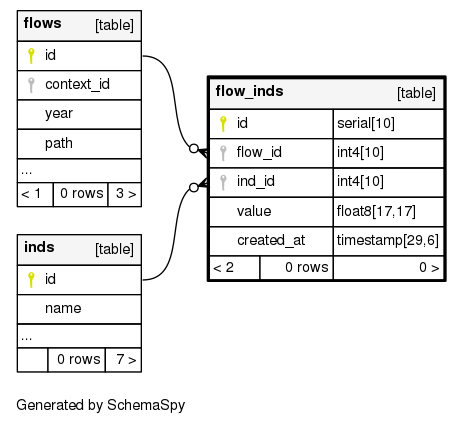 flows [table]
id
context_id
year
path
...
< 1 0 rows 3 >
flow_inds [table]
id serial[10]
flow_id int4[10]
ind_id int4[10]
value float8[17,17]
created_at timestamp[29,6]
< 2 0 rows 0 >
inds [table]
id
name
...
0 rows 7 >
Generated by SchemaSpy